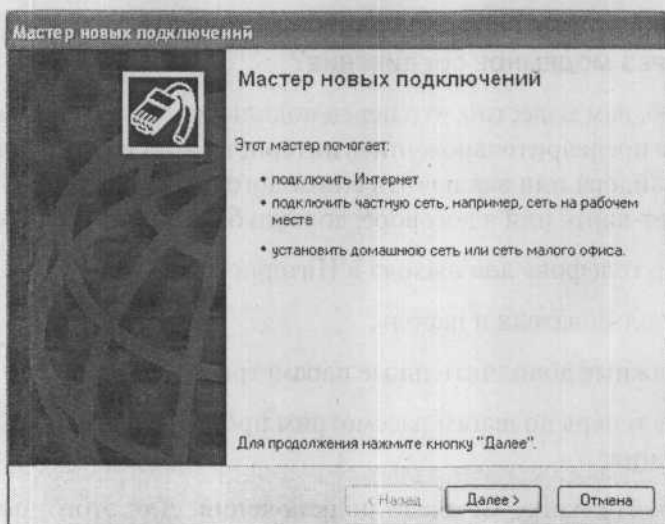 Мастер новых подключений
Мастер новых подключений
Этот мастер помогает:
• подключить Интернет
• подключить частную сеть, например, сеть на рабочем
месте
• установить домашнюю сеть или сеть малого офиса.
Для продолжения нажмите кнопку "Далее".
< Назад
Далее >
Отмена